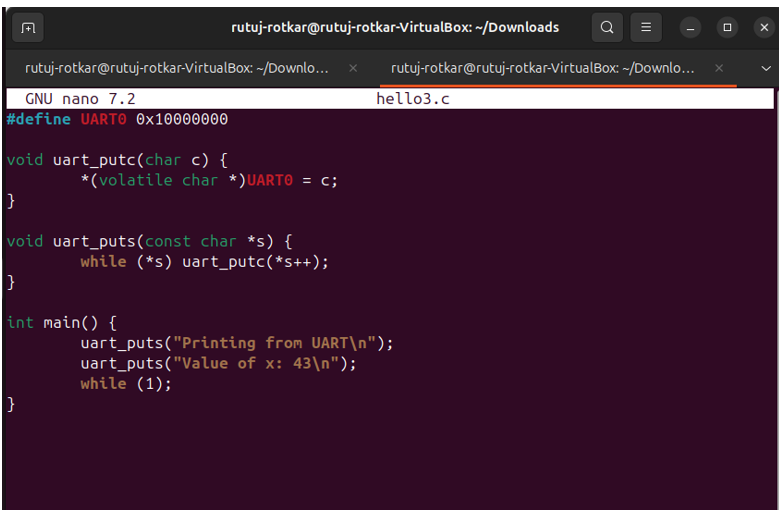 rutuj-rotkar@rutuj-rotkar-VirtualBox: ~/Downloads
rutuj-rotkar@rutuj-rotkar-VirtualBox: ~/Downlo... × rutuj-rotkar@rutuj-rotkar-VirtualBox: ~/Downlo... ×
GNU nano 7.2 hello3.c
#define UART0 0x10000000
void uart_putc(char c) {
        *(volatile char *)UART0 = c;
}
void uart_puts(const char *s) {
        while (*s) uart_putc(*s++);
}
int main() {
        uart_puts("Printing from UART\n");
        uart_puts("Value of x: 43\n");
        while (1);
}